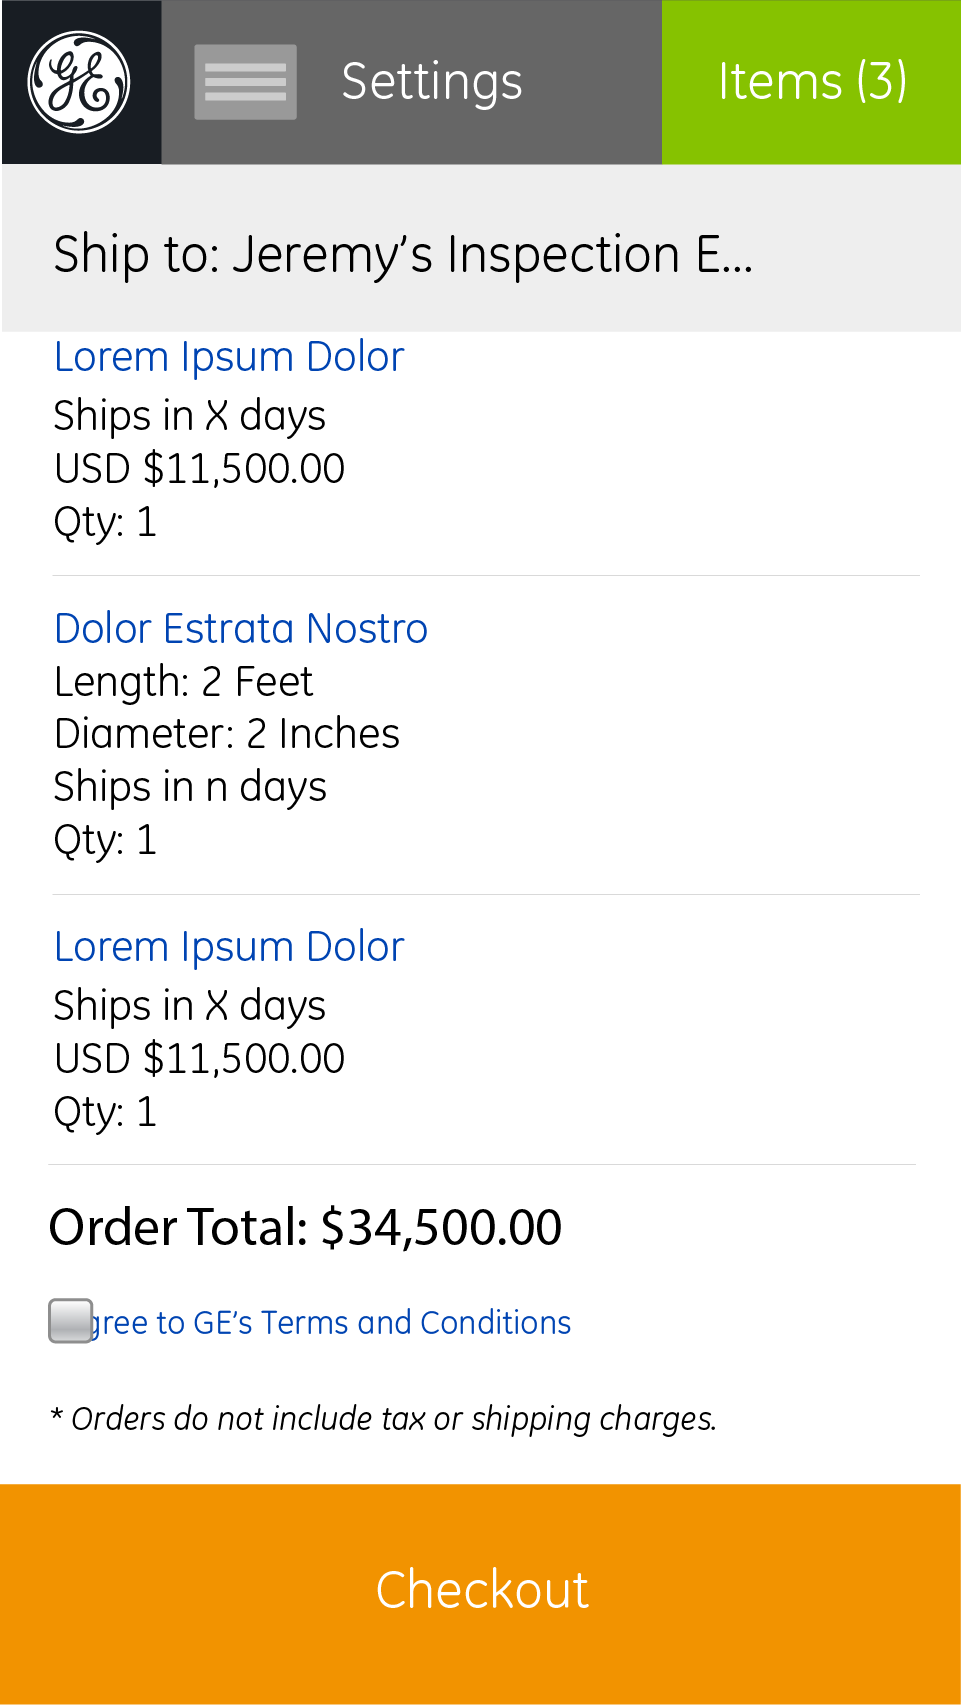 GE
Settings
Items (3)
Ship to: Jeremy’s Inspection E...
Lorem Ipsum Dolor
Ships in X days
USD $11,500.00
Qty: 1
Dolor Estrata Nostro
Length: 2 Feet
Diameter: 2 Inches
Ships in n days
Qty: 1
Lorem Ipsum Dolor
Ships in X days
USD $11,500.00
Qty: 1
Order Total: $34,500.00
gree to GE’s Terms and Conditions
* Orders do not include tax or shipping charges.
Checkout